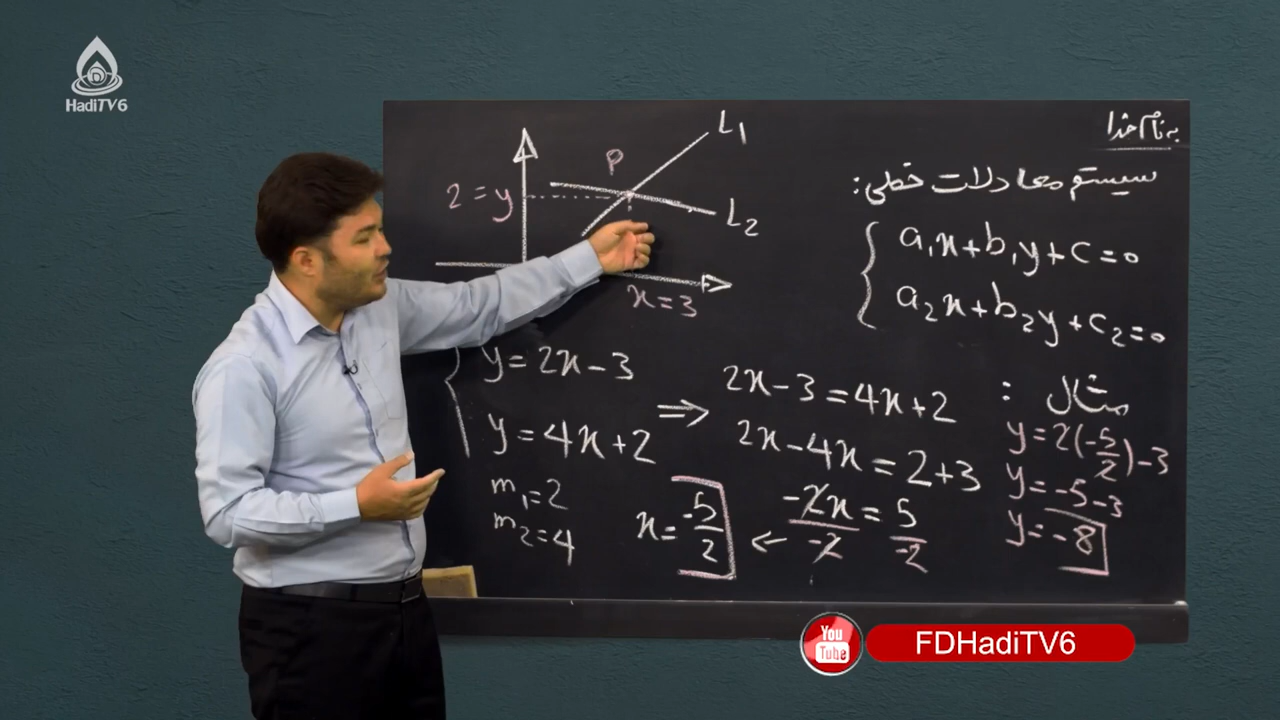 HadiTV6
به نام خدا
سیستم معادلات خطی:
a₁x+b₁y+c=0
a₂x+b₂y+c₂=0
L₁
P
2=y
L₂
x=3
مثال:
y=2x-3
y=4x+2
m₁=2
m₂=4
⇒ 2x-3=4x+2
2x-4x=2+3
-2x/-2=5/-2
← x=-5/2
y=2(-5/2)-3
y=-5-3
y=-8
You
Tube
FDHadiTV6